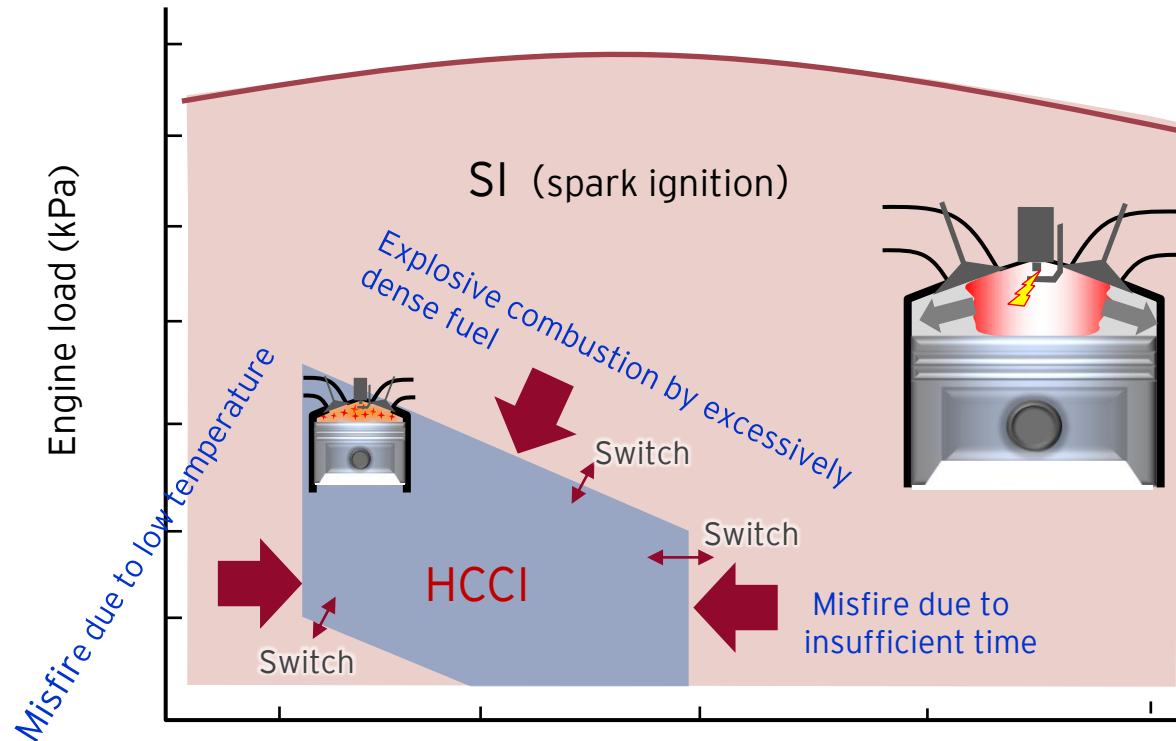 SI (spark ignition)
Engine load (kPa)
Explosive combustion by excessively
dense fuel
Misfire due to low temperature
Switch
Switch
HCCI
Misfire due to
insufficient time
Switch